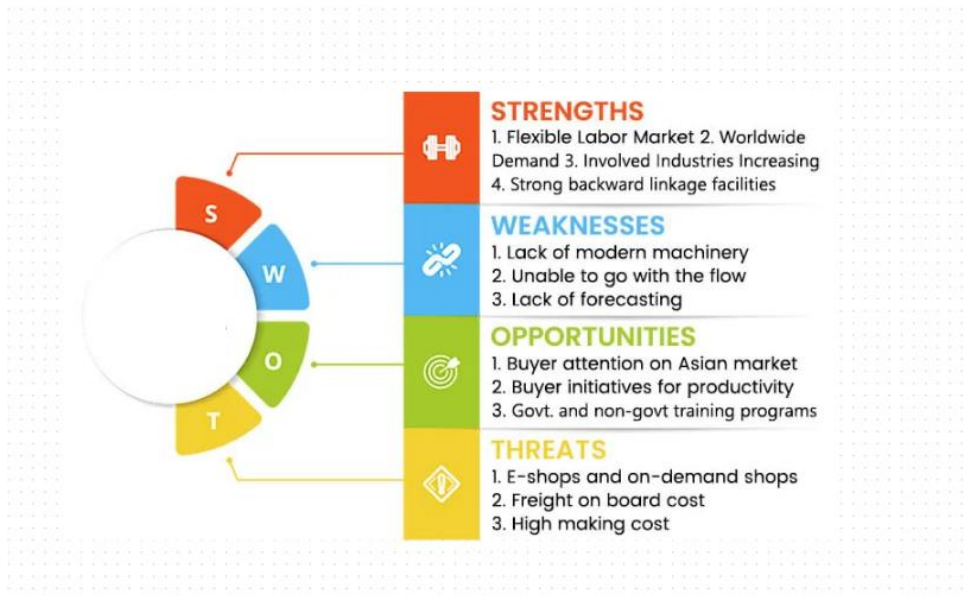 S
W
O
T
STRENGTHS
1. Flexible Labor Market 2. Worldwide
Demand 3. Involved Industries Increasing
4. Strong backward linkage facilities
WEAKNESSES
1. Lack of modern machinery
2. Unable to go with the flow
3. Lack of forecasting
OPPORTUNITIES
1. Buyer attention on Asian market
2. Buyer initiatives for productivity
3. Govt. and non-govt training programs
THREATS
1. E-shops and on-demand shops
2. Freight on board cost
3. High making cost